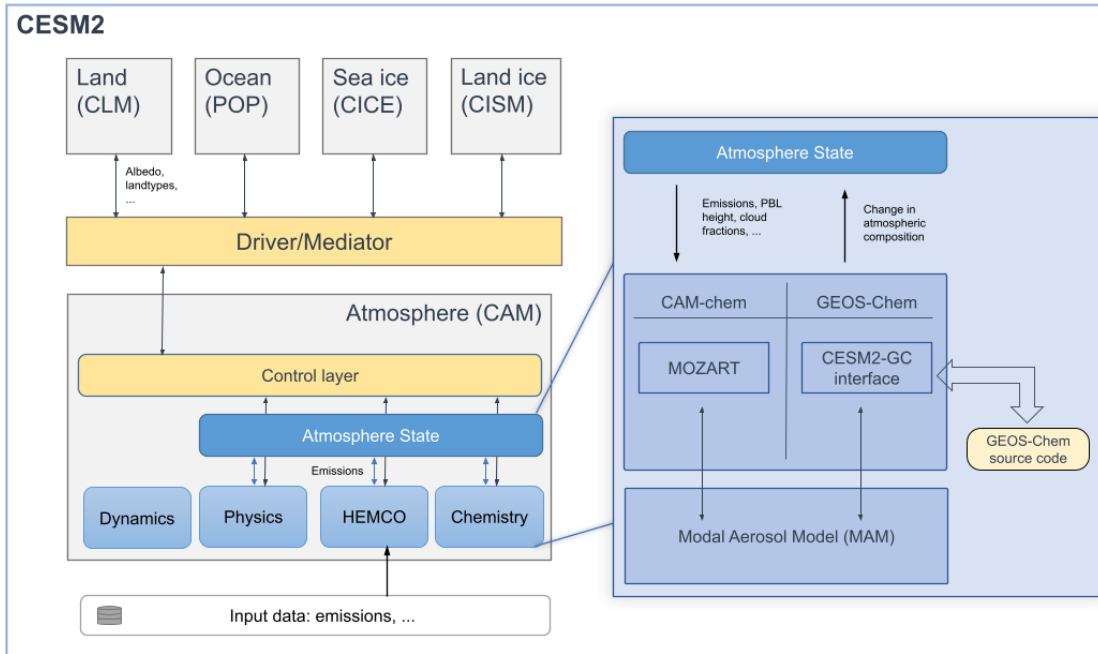 CESM2
Land
(CLM)
Ocean
(POP)
Sea ice
(CICE)
Land ice
(CISM)
Albedo,
landtypes,
...
Driver/Mediator
Atmosphere (CAM)
Control layer
Atmosphere State
Emissions
Dynamics
Physics
HEMCO
Chemistry
Input data: emissions, ...
Atmosphere State
Emissions, PBL
height, cloud
fractions, ...
Change in
atmospheric
composition
CAM-chem
GEOS-Chem
MOZART
CESM2-GC
interface
GEOS-Chem
source code
Modal Aerosol Model (MAM)